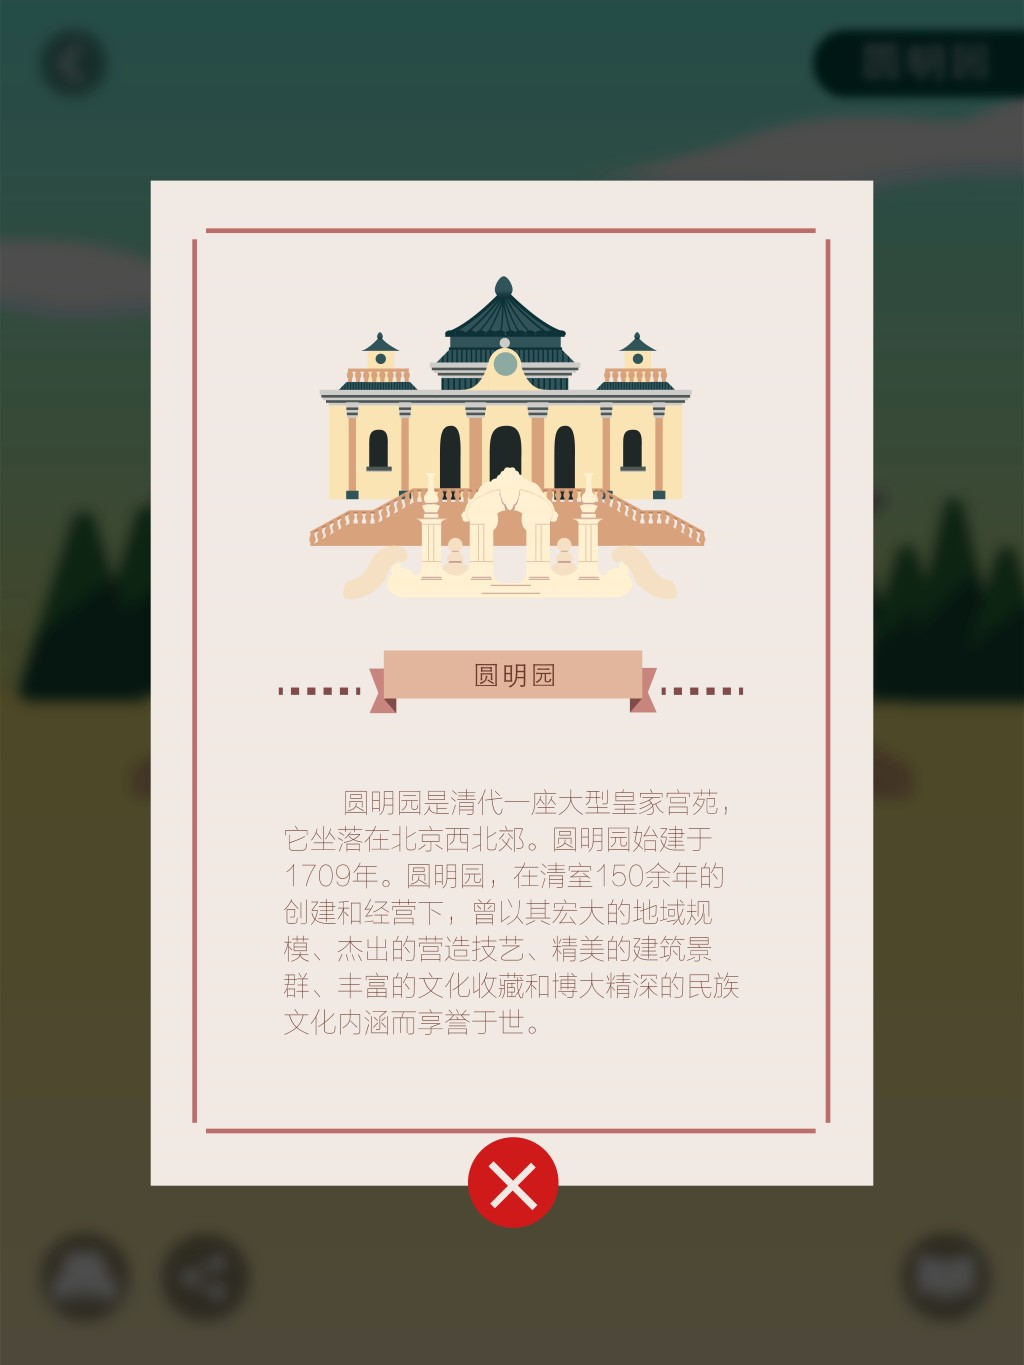 圆明园
圆明园
圆明园是清代一座大型皇家宫苑，
它坐落在北京西北郊。圆明园始建于
1709年。圆明园，在清室150余年的
创建和经营下，曾以其宏大的地域规
模、杰出的营造技艺、精美的建筑景
群、丰富的文化收藏和博大精深的民族
文化内涵而享誉于世。